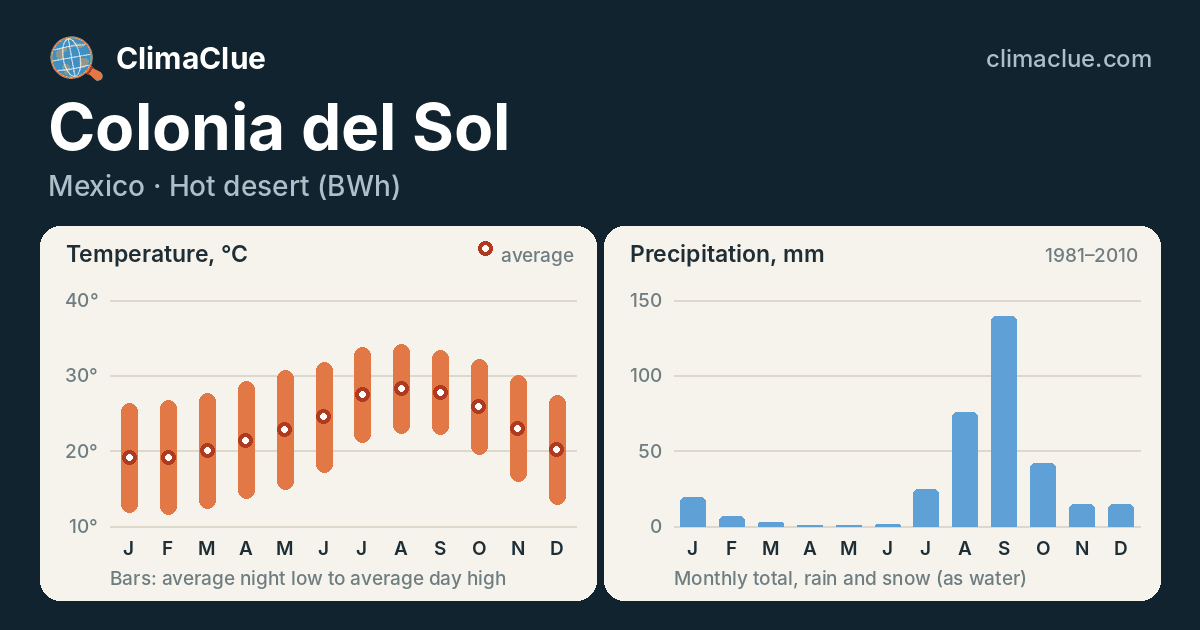 ClimaClue
climaclue.com
Colonia del Sol
Mexico · Hot desert (BWh)
Temperature, °C
average
40°
30°
20°
10°
J F M A M J J A S O N D
Bars: average night low to average day high
Precipitation, mm
1981–2010
150
100
50
0
J F M A M J J A S O N D
Monthly total, rain and snow (as water)